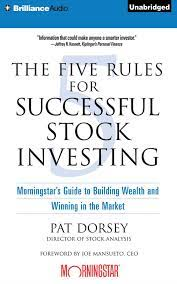 BrillianceAudio
Unabridged
"Information that could make anyone a smarter investor."
—Jeffrey R. Kosnett, Kiplinger's Personal Finance
5
THE FIVE RULES
FOR
SUCCESSFUL
STOCK
INVESTING
Morningstar's Guide to Building Wealth and
Winning in the Market
PAT DORSEY
DIRECTOR OF STOCK ANALYSIS
FOREWORD BY JOE MANSUETO, CEO
MORNINGSTAR